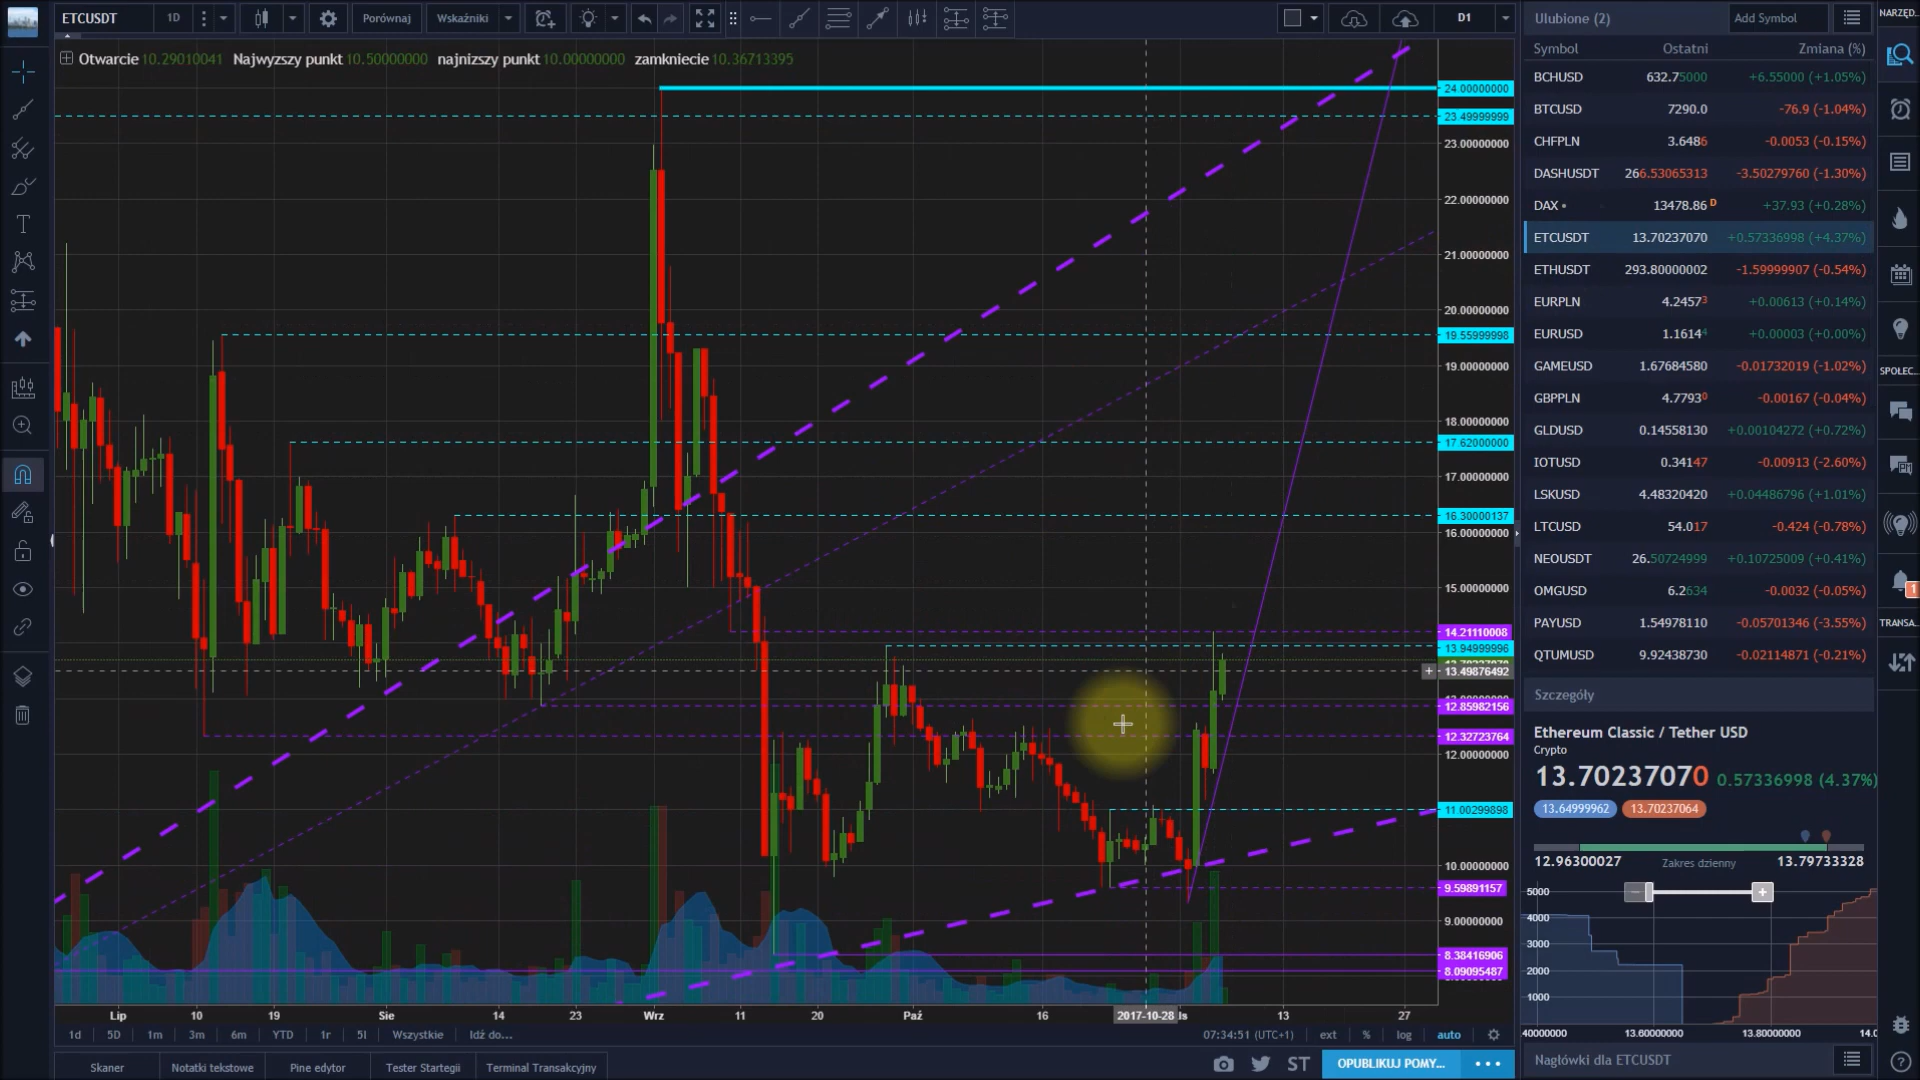 ETCUSDT 1D Porównaj Wskaźniki D1
Otwarcie 10.29010041 Najwyzszy punkt 10.50000000 najnizszy punkt 10.00000000 zamkniecie 10.36713395
24.00000000
23.49999999
23.00000000
22.00000000
21.00000000
20.00000000
19.55999998
19.00000000
18.00000000
17.62000000
17.00000000
16.30000137
16.00000000
15.00000000
14.21110008
13.94999996
13.49876492
12.85982156
12.32723764
12.00000000
11.00299898
10.00000000
9.59891157
9.00000000
8.38416906
8.09095487
Lip 10 19 Sie 14 23 Wrz 11 20 Paź 16 2017-10-28 13 27
1d 5D 1m 3m 6m YTD 1r 5l Wszystkie Idź do... 07:34:51 (UTC+1) ext % log auto
Skaner Notatki tekstowe Pine edytor Tester Startegii Terminal Transakcyjny ST OPUBLIKUJ POMY...
Ulubione (2) Add Symbol
Symbol Ostatni Zmiana (%)
BCHUSD 632.75000 +6.55000 (+1.05%)
BTCUSD 7290.0 -76.9 (-1.04%)
CHFPLN 3.6486 -0.0053 (-0.15%)
DASHUSDT 266.53065313 -3.50279760 (-1.30%)
DAX 13478.86 D +37.93 (+0.28%)
ETCUSDT 13.70237070 +0.57336998 (+4.37%)
ETHUSDT 293.80000002 -1.59999907 (-0.54%)
EURPLN 4.24573 +0.00613 (+0.14%)
EURUSD 1.16144 +0.00003 (+0.00%)
GAMEUSD 1.67684580 -0.01732019 (-1.02%)
GBPPLN 4.77930 -0.00167 (-0.04%)
GLDUSD 0.14558130 +0.00104272 (+0.72%)
IOTUSD 0.34147 -0.00913 (-2.60%)
LSKUSD 4.48320420 +0.04486796 (+1.01%)
LTCUSD 54.017 -0.424 (-0.78%)
NEOUSDT 26.50724999 +0.10725009 (+0.41%)
OMGUSD 6.2634 -0.0032 (-0.05%)
PAYUSD 1.54978110 -0.05701346 (-3.55%)
QTUMUSD 9.92438730 -0.02114871 (-0.21%)
Szczegóły
Ethereum Classic / Tether USD
Crypto
13.70237070 0.57336998 (4.37%)
13.64999962 13.70237064
12.96300027 Zakres dzienny 13.79733328
5000
4000
3000
2000
1000
40000000 13.60000000 13.80000000 14.0
Nagłówki dla ETCUSDT
NARZĘD.
SPOŁEC.
1
TRANSA.